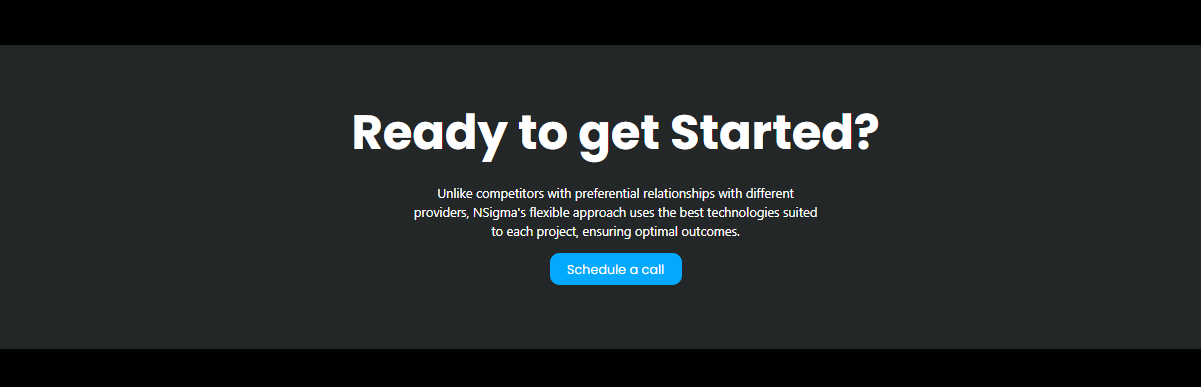 Ready to get Started?
Unlike competitors with preferential relationships with different
providers, NSigma's flexible approach uses the best technologies suited
to each project, ensuring optimal outcomes.
Schedule a call